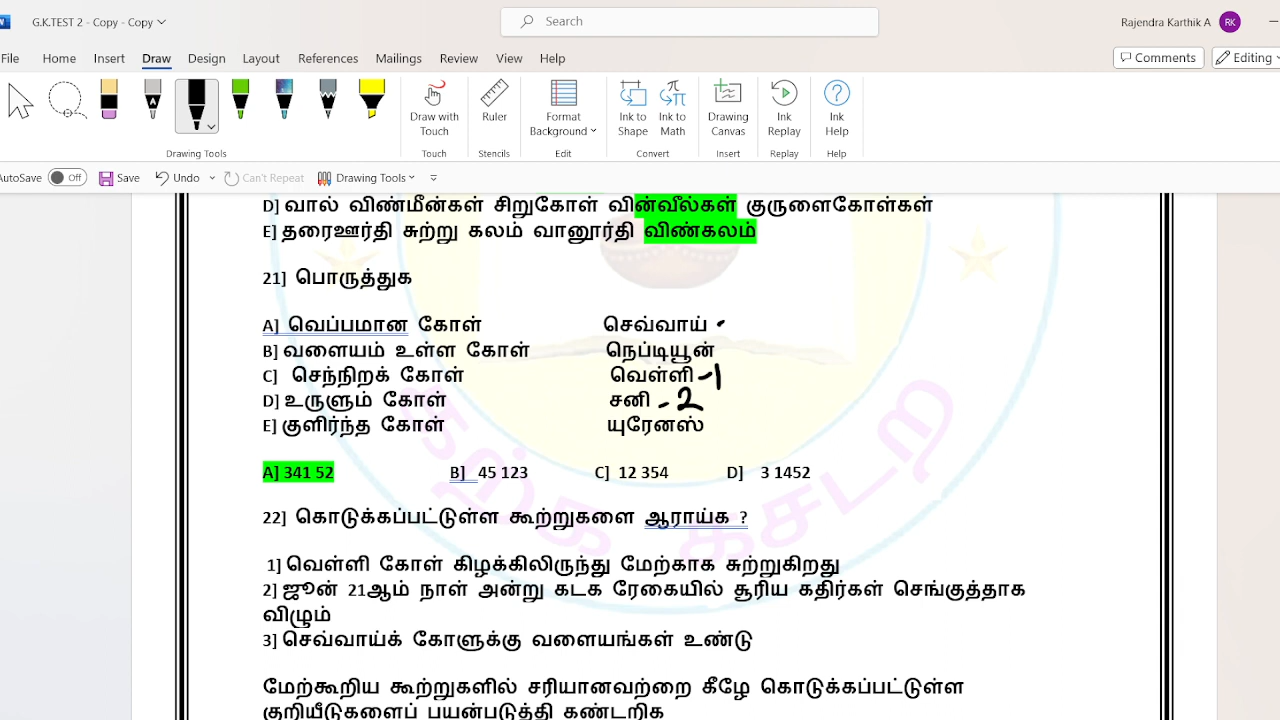 G.K.TEST 2 - Copy - Copy
Search
Rajendra Karthik A RK
File Home Insert Draw Design Layout References Mailings Review View Help
Comments Editing
Draw with Touch
Ruler
Format Background
Ink to Shape
Ink to Math
Drawing Canvas
Ink Replay
Ink Help
Drawing Tools Touch Stencils Edit Convert Insert Replay Help
AutoSave Off Save Undo Can't Repeat Drawing Tools
D] வால் விண்மீன்கள் சிறுகோள் வின்வீல்கள் குருளைகோள்கள்
E] தரைஊர்தி சுற்று கலம் வானூர்தி விண்கலம்
21] பொருத்துக
A] வெப்பமான கோள் செவ்வாய்
B] வளையம் உள்ள கோள் நெப்டியூன்
C] செந்நிறக் கோள் வெள்ளி -1
D] உருளும் கோள் சனி - 2
E] குளிர்ந்த கோள் யுரேனஸ்
A] 341 52 B] 45 123 C] 12 354 D] 3 1452
22] கொடுக்கப்பட்டுள்ள கூற்றுகளை ஆராய்க ?
1] வெள்ளி கோள் கிழக்கிலிருந்து மேற்காக சுற்றுகிறது
2] ஜூன் 21ஆம் நாள் அன்று கடக ரேகையில் சூரிய கதிர்கள் செங்குத்தாக
விழும்
3] செவ்வாய்க் கோளுக்கு வளையங்கள் உண்டு
மேற்கூறிய கூற்றுகளில் சரியானவற்றை கீழே கொடுக்கப்பட்டுள்ள
குறியீடுகளைப் பயன்படுத்தி கண்டறிக
கற்க கசடற